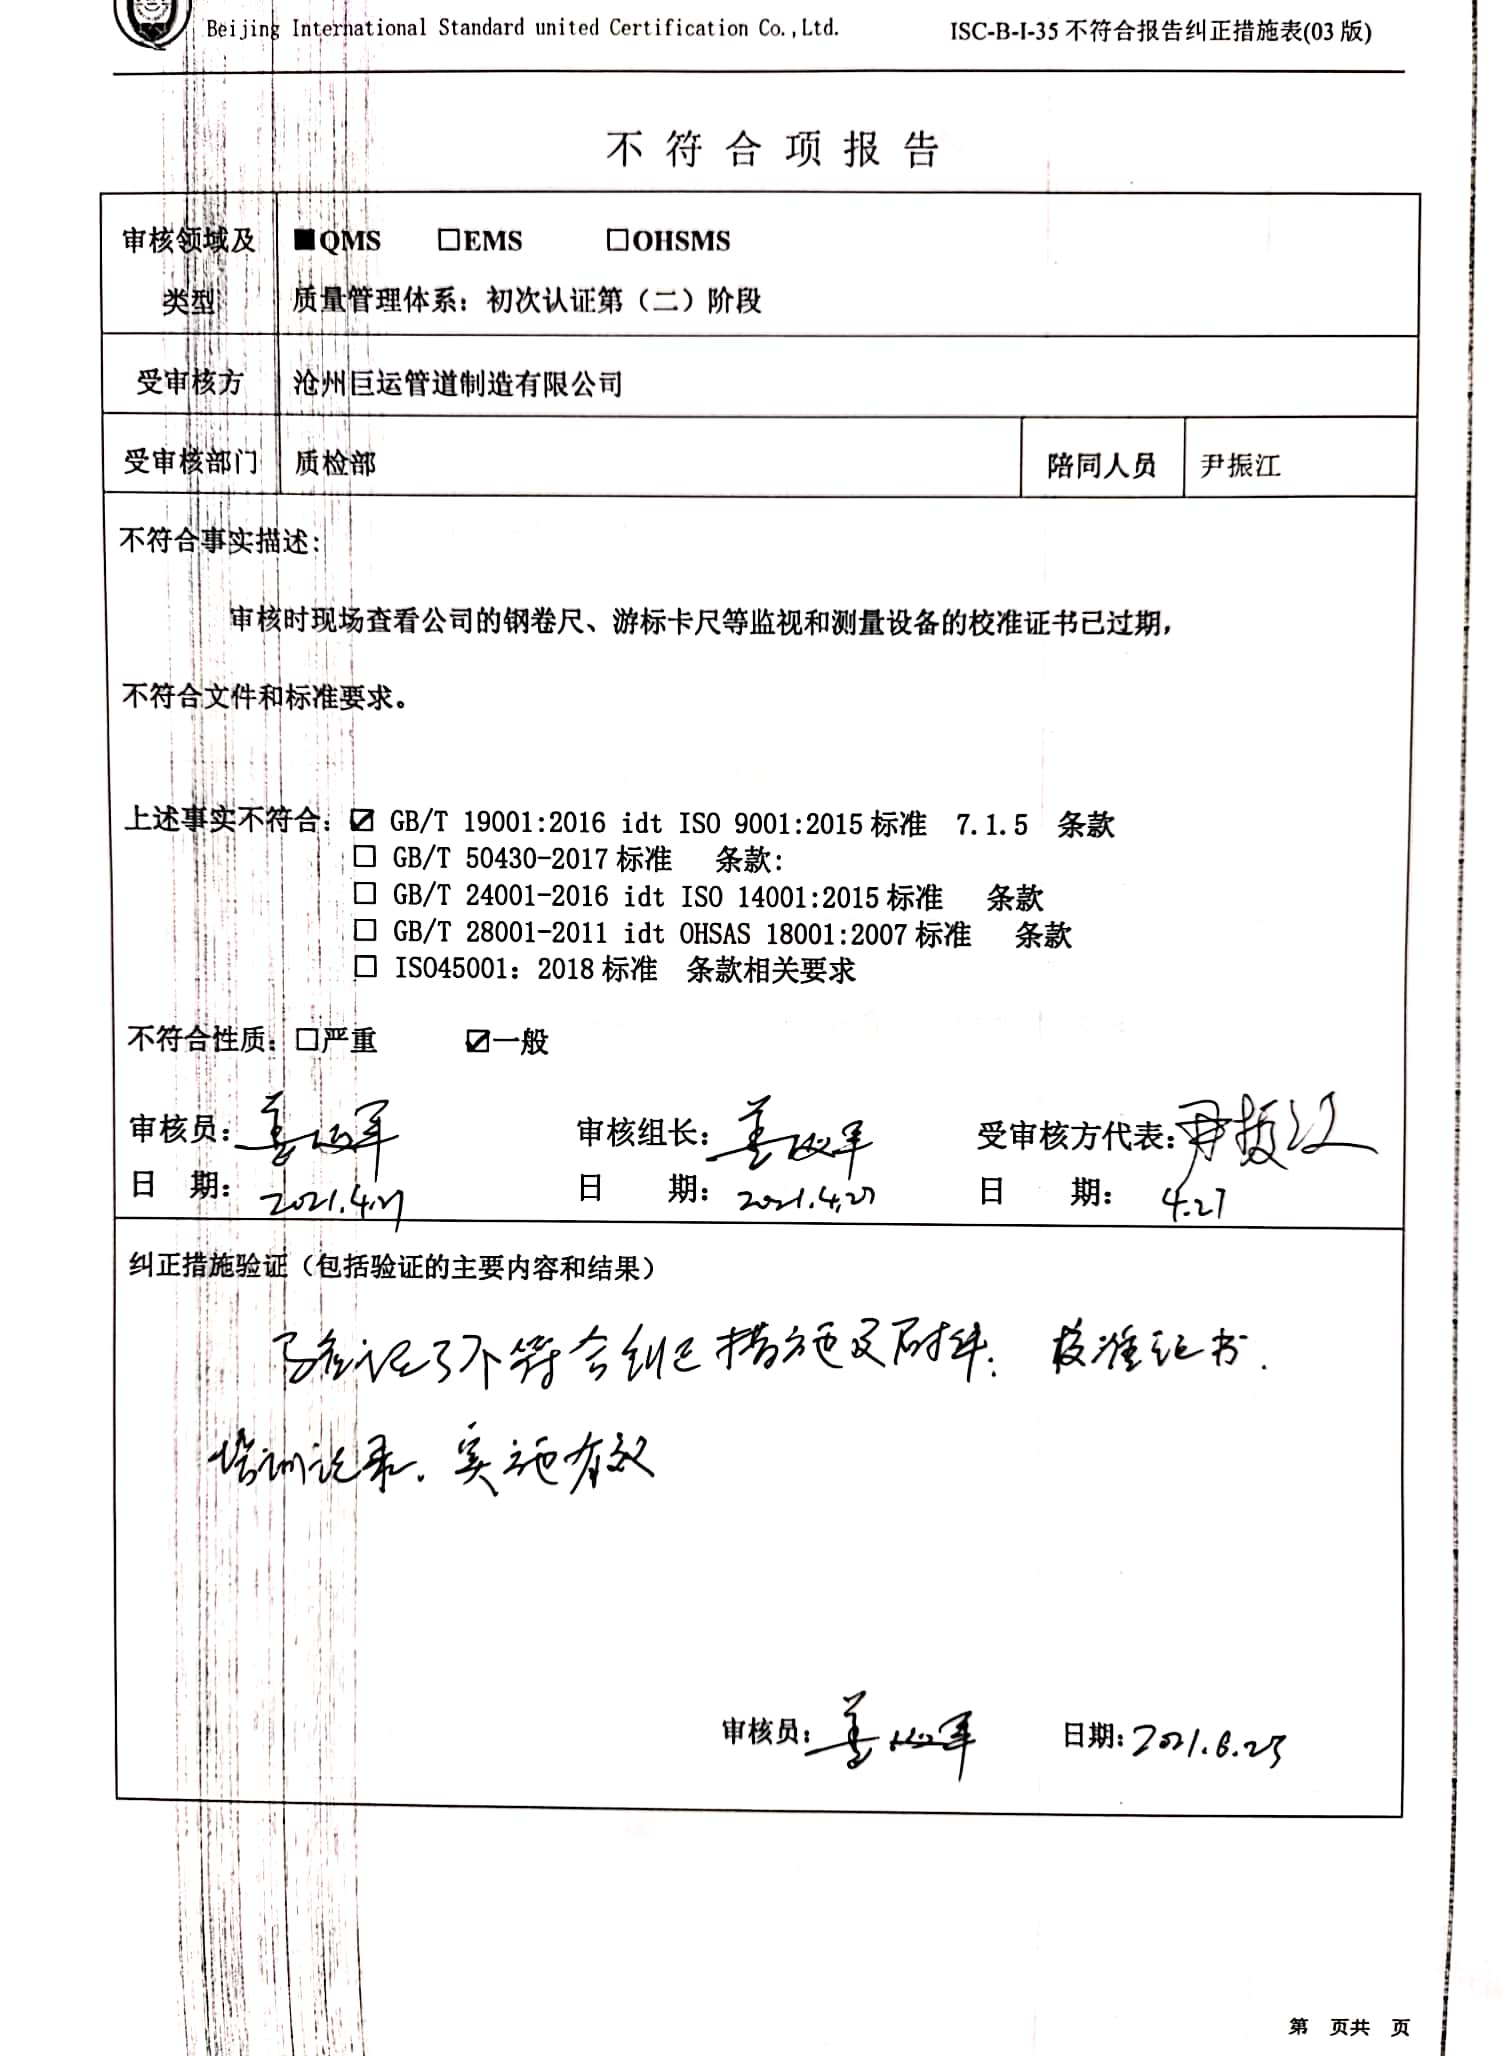 Beijing International Standard united Certification Co.,Ltd. ISC-B-I-35 不符合报告纠正措施表(03 版)
不符合项报告
审核领域及类型 ■QMS □EMS □OHSMS
质量管理体系：初次认证第（二）阶段
受审核方 沧州巨运管道制造有限公司
受审核部门 质检部 陪同人员 尹振江
不符合事实描述：
审核时现场查看公司的钢卷尺、游标卡尺等监视和测量设备的校准证书已过期，
不符合文件和标准要求。
上述事实不符合：☑ GB/T 19001:2016 idt ISO 9001:2015 标准 7.1.5 条款
□ GB/T 50430-2017 标准 条款：
□ GB/T 24001-2016 idt ISO 14001:2015 标准 条款
□ GB/T 28001-2011 idt OHSAS 18001:2007 标准 条款
□ ISO45001：2018 标准 条款相关要求
不符合性质：□严重 ☑一般
审核员： 审核组长： 受审核方代表：尹振江
日 期：2021.4.27 日 期：2021.4.27 日 期：4.27
纠正措施验证（包括验证的主要内容和结果）
验证了不符合纠正措施及附件：校准证书.
培训记录、实施有效
审核员： 日期：2021.6.25
第 页共 页